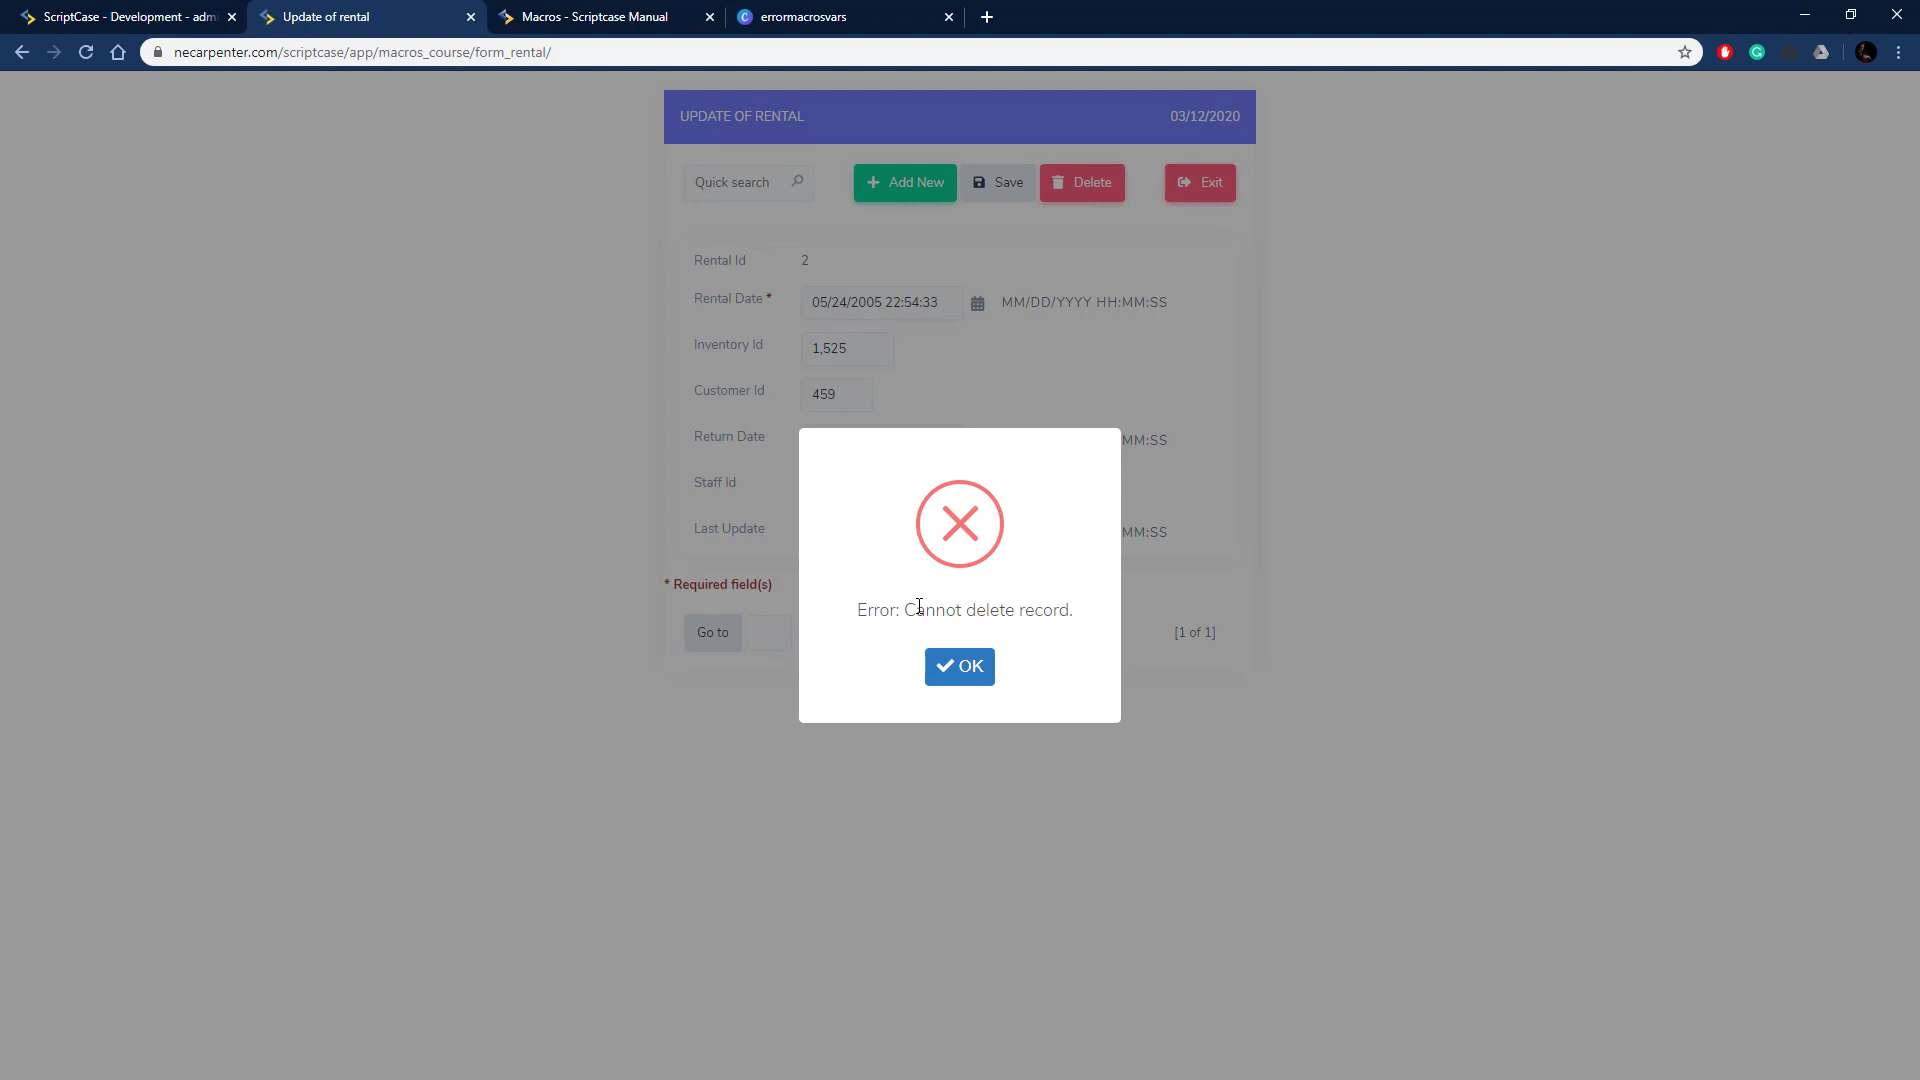 ScriptCase - Development - adm
Update of rental
Macros - Scriptcase Manual
errormacrosvars
necarpenter.com/scriptcase/app/macros_course/form_rental/
UPDATE OF RENTAL
03/12/2020
Quick search
Add New
Save
Delete
Exit
Rental Id
2
Rental Date *
05/24/2005 22:54:33
MM/DD/YYYY HH:MM:SS
Inventory Id
1,525
Customer Id
459
Return Date
MM:SS
Staff Id
Last Update
MM:SS
* Required field(s)
Go to
[1 of 1]
Error: Cannot delete record.
OK